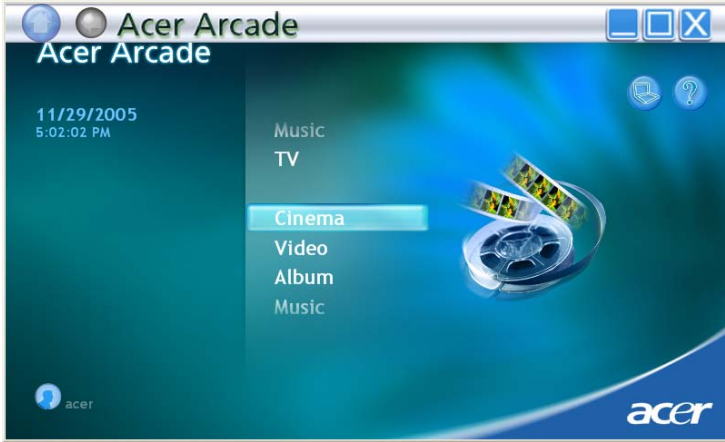 Acer Arcade
Acer Arcade
11/29/2005
5:02:02 PM
Music
TV
Cinema
Video
Album
Music
acer
acer